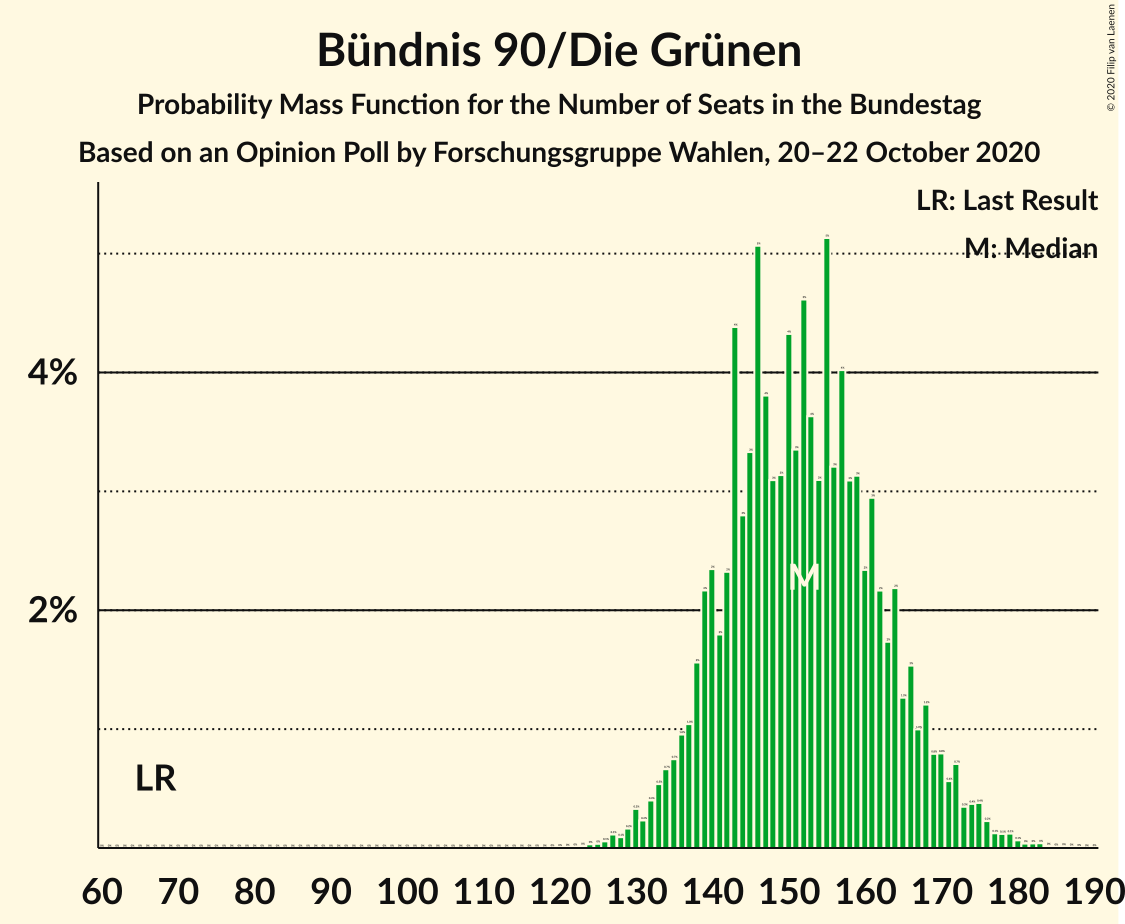 Bündnis 90/Die Grünen
Probability Mass Function for the Number of Seats in the Bundestag
Based on an Opinion Poll by Forschungsgruppe Wahlen, 20–22 October 2020
© 2020 Filip van Laenen
LR: Last Result
M: Median
4%
2%
M
LR
60 70 80 90 100 110 120 130 140 150 160 170 180 190